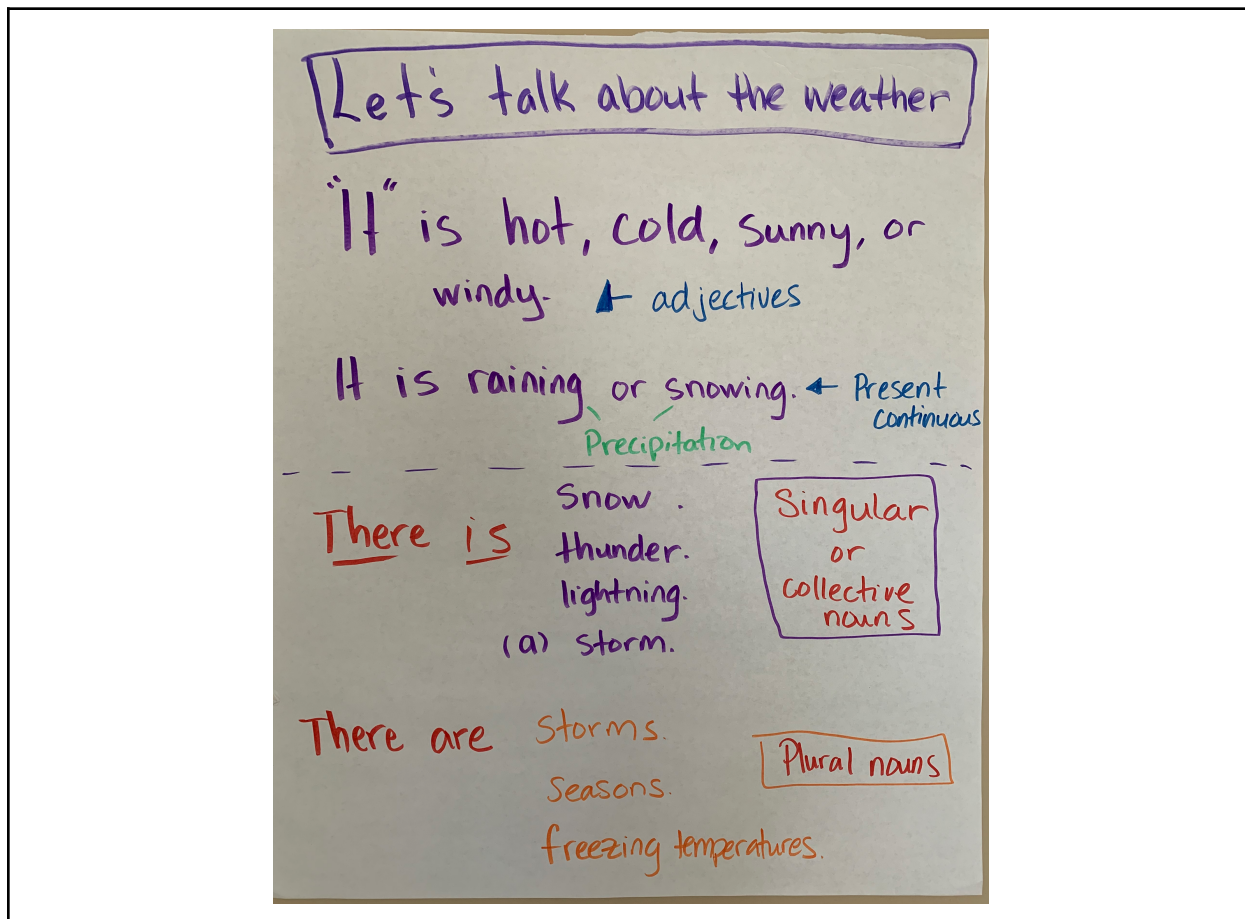 Let's talk about the weather
"It" is hot, cold, sunny, or
windy. ← adjectives
It is raining or snowing. ← Present
continuous
Precipitation
There is
snow.
thunder.
lightning.
(a) storm.
Singular
or
collective
nouns
There are
storms.
seasons.
freezing temperatures.
Plural nouns